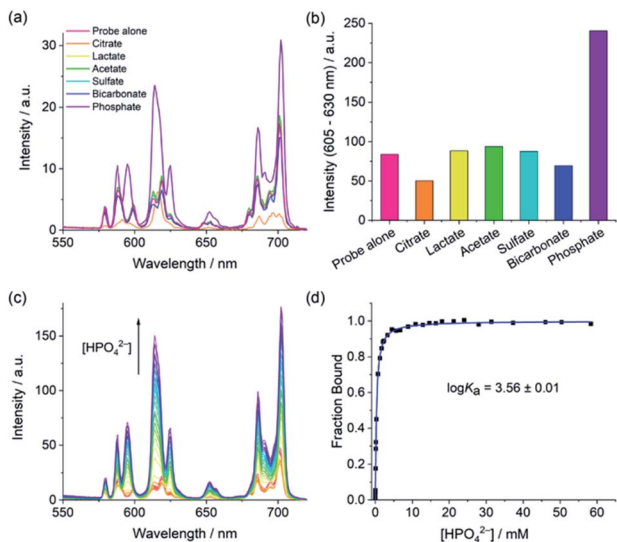 (a)
Probe alone
Citrate
Lactate
Acetate
Sulfate
Bicarbonate
Phosphate
Intensity / a.u.
30
20
10
0
550
600
650
700
Wavelength / nm
(b)
Intensity (605 - 630 nm) / a.u.
250
200
150
100
50
0
Probe alone
Citrate
Lactate
Acetate
Sulfate
Bicarbonate
Phosphate
(c)
[HPO₄²⁻]
Intensity / a.u.
150
100
50
0
550
600
650
700
Wavelength / nm
(d)
Fraction Bound
1.0
0.8
0.6
0.4
0.2
0.0
logKₐ = 3.56 ± 0.01
0
10
20
30
40
50
60
[HPO₄²⁻] / mM